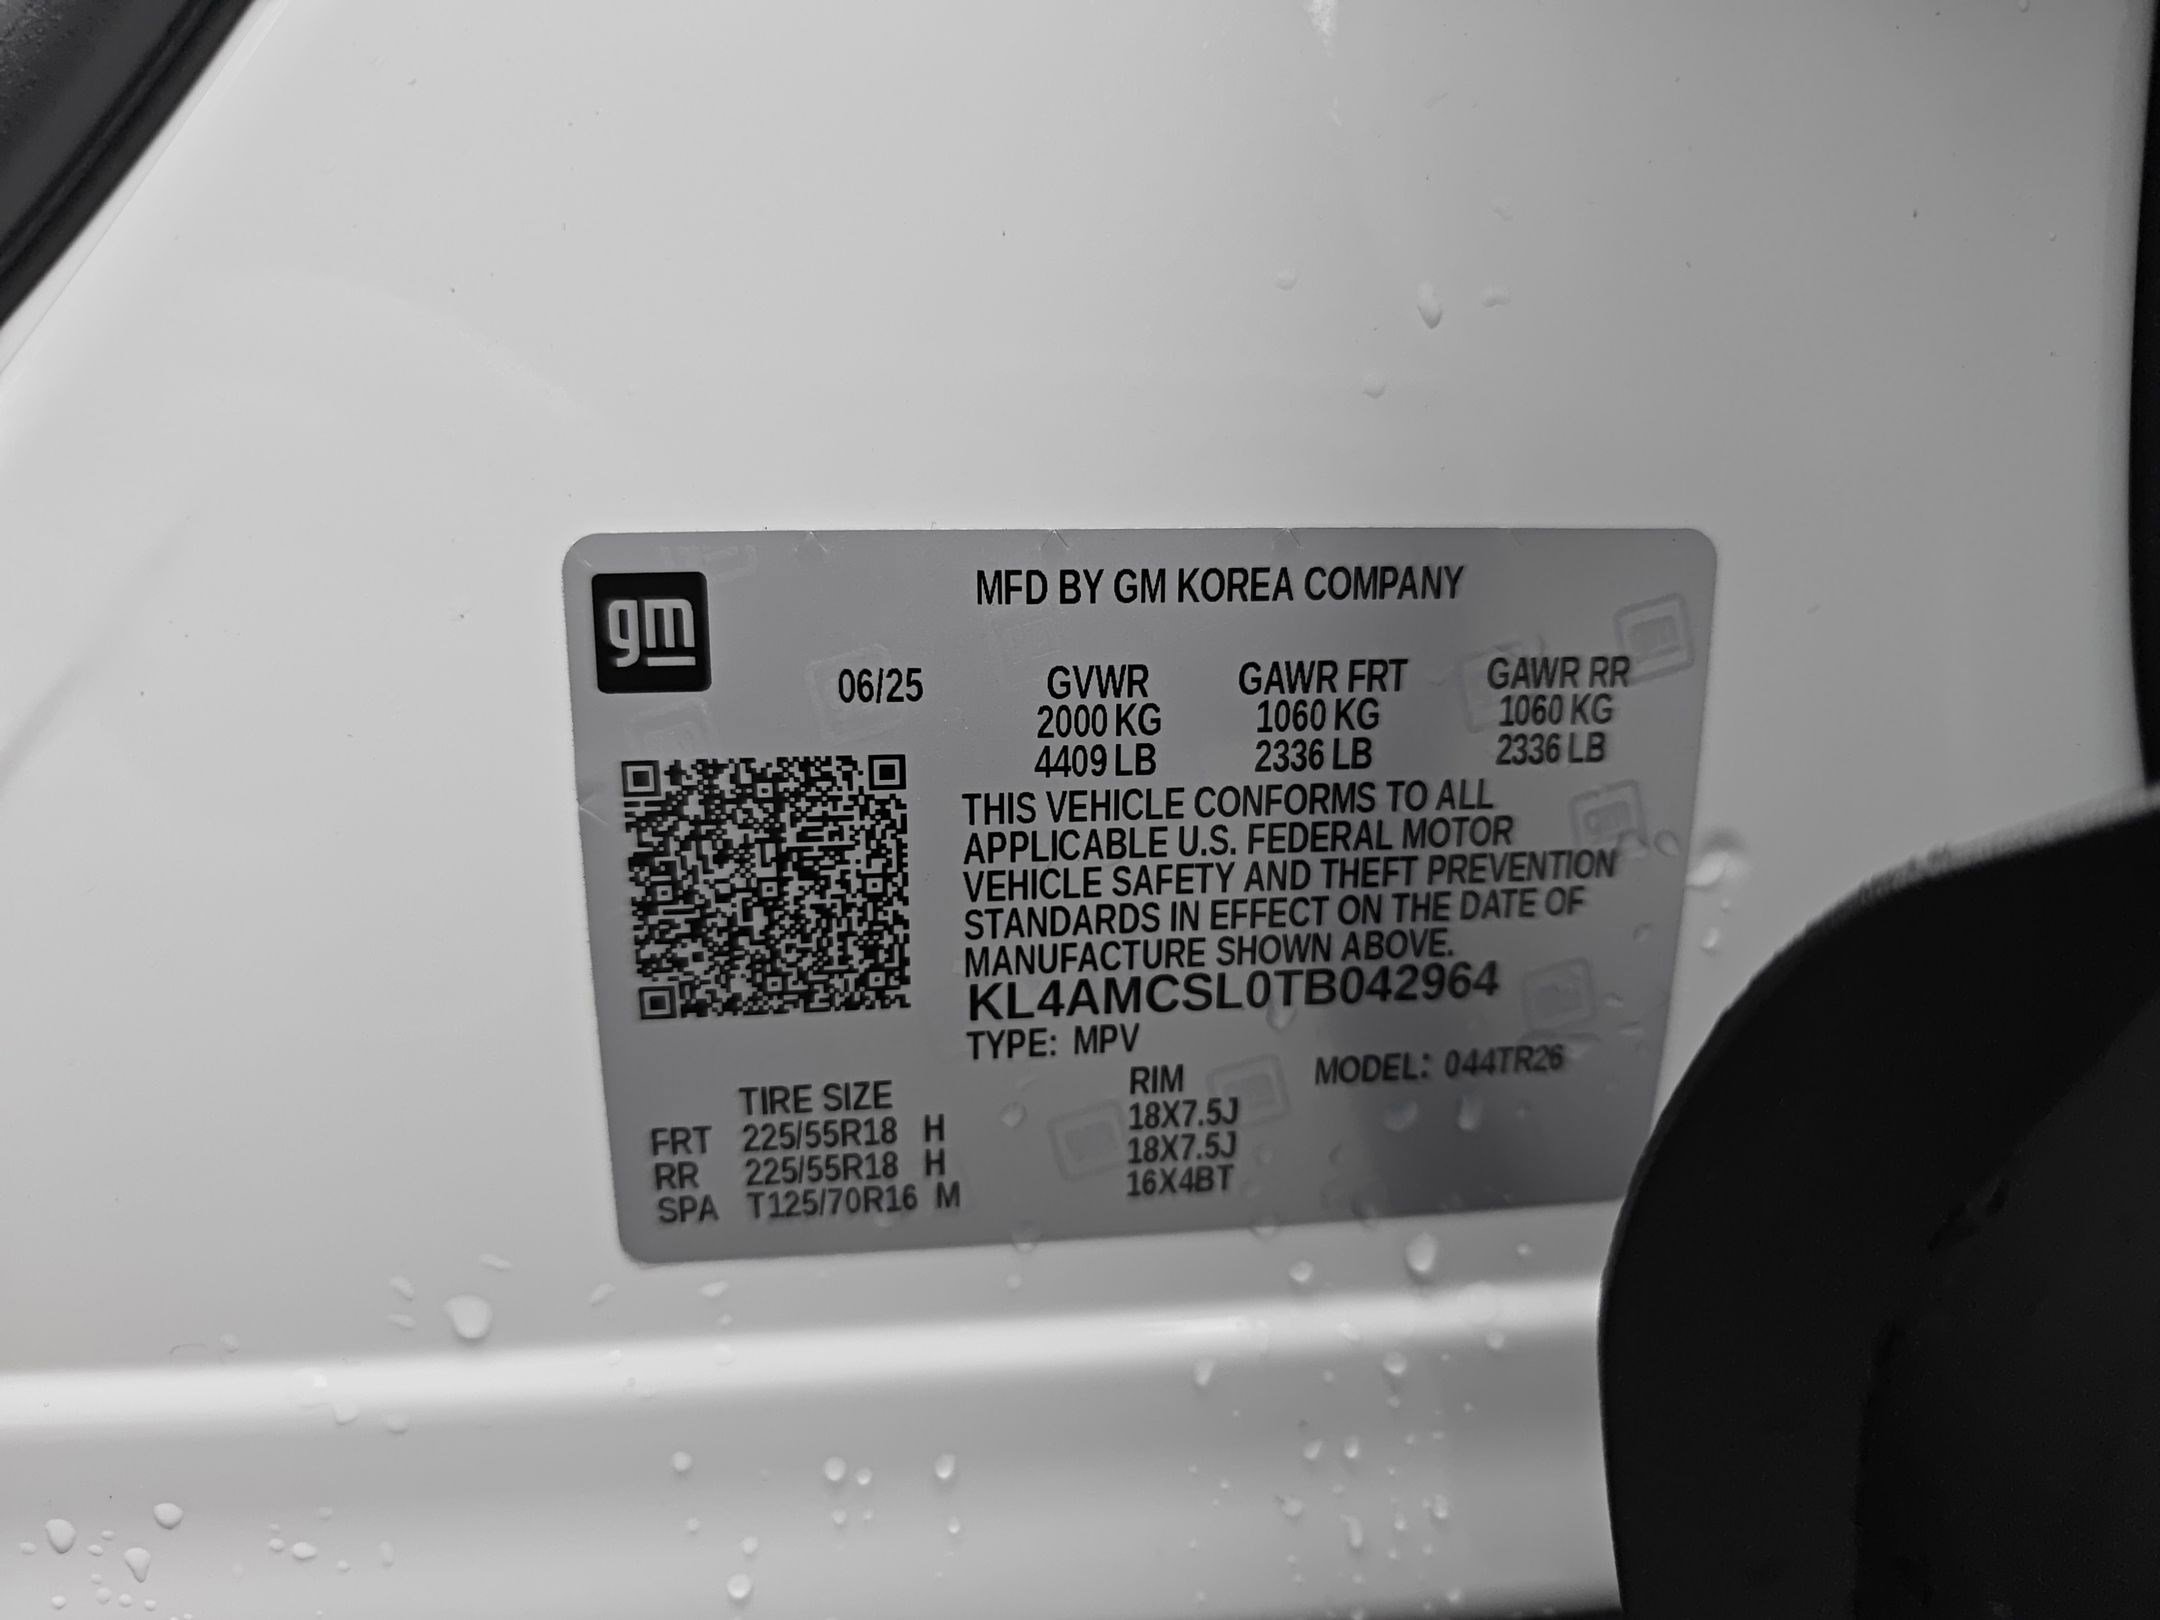 gm
MFD BY GM KOREA COMPANY
06/25 GVWR GAWR FRT GAWR RR
2000 KG 1060 KG 1060 KG
4409 LB 2336 LB 2336 LB
THIS VEHICLE CONFORMS TO ALL
APPLICABLE U.S. FEDERAL MOTOR
VEHICLE SAFETY AND THEFT PREVENTION
STANDARDS IN EFFECT ON THE DATE OF
MANUFACTURE SHOWN ABOVE.
KL4AMCSL0TB042964
TYPE: MPV
TIRE SIZE RIM MODEL: 044TR26
FRT 225/55R18 H 18X7.5J
RR 225/55R18 H 18X7.5J
SPA T125/70R16 M 16X4BT